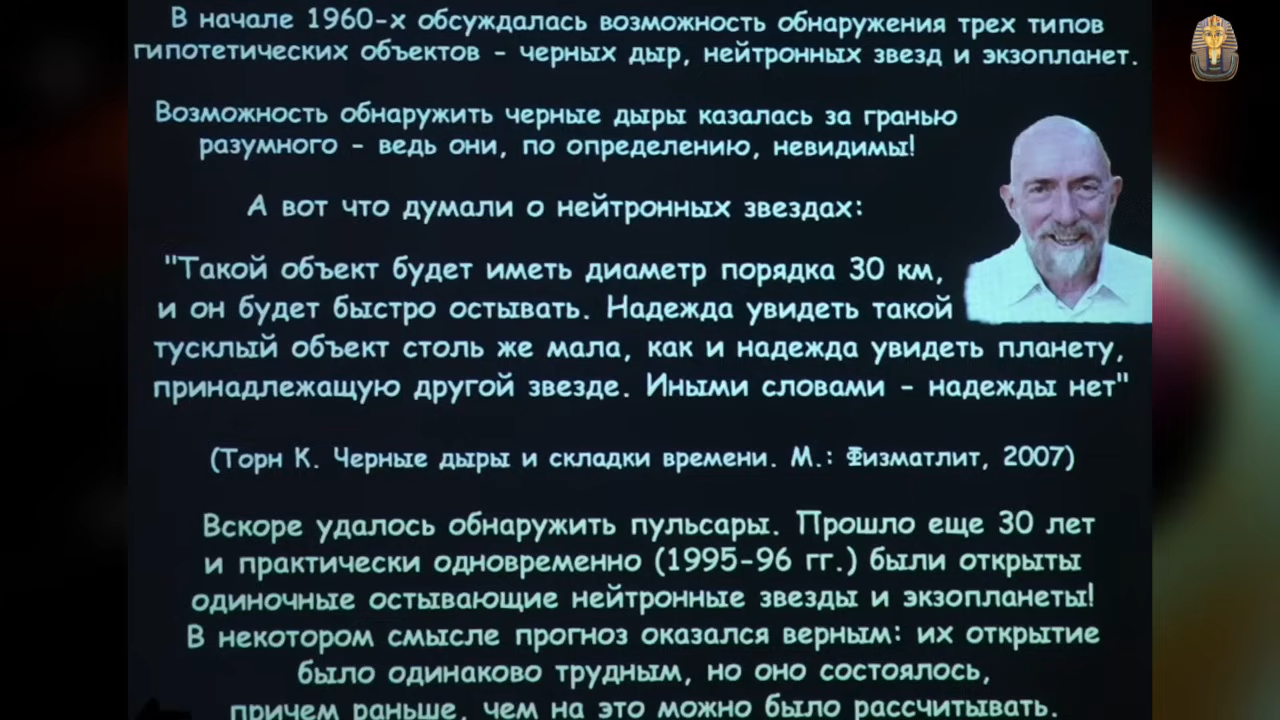 В начале 1960-х обсуждалась возможность обнаружения трех типов
гипотетических объектов - черных дыр, нейтронных звезд и экзопланет.
Возможность обнаружить черные дыры казалась за гранью
разумного - ведь они, по определению, невидимы!
А вот что думали о нейтронных звездах:
"Такой объект будет иметь диаметр порядка 30 км,
и он будет быстро остывать. Надежда увидеть такой
тусклый объект столь же мала, как и надежда увидеть планету,
принадлежащую другой звезде. Иными словами - надежды нет"
(Торн К. Черные дыры и складки времени. М.: Физматлит, 2007)
Вскоре удалось обнаружить пульсары. Прошло еще 30 лет
и практически одновременно (1995-96 гг.) были открыты
одиночные остывающие нейтронные звезды и экзопланеты!
В некотором смысле прогноз оказался верным: их открытие
было одинаково трудным, но оно состоялось,
причем раньше, чем на это можно было рассчитывать.